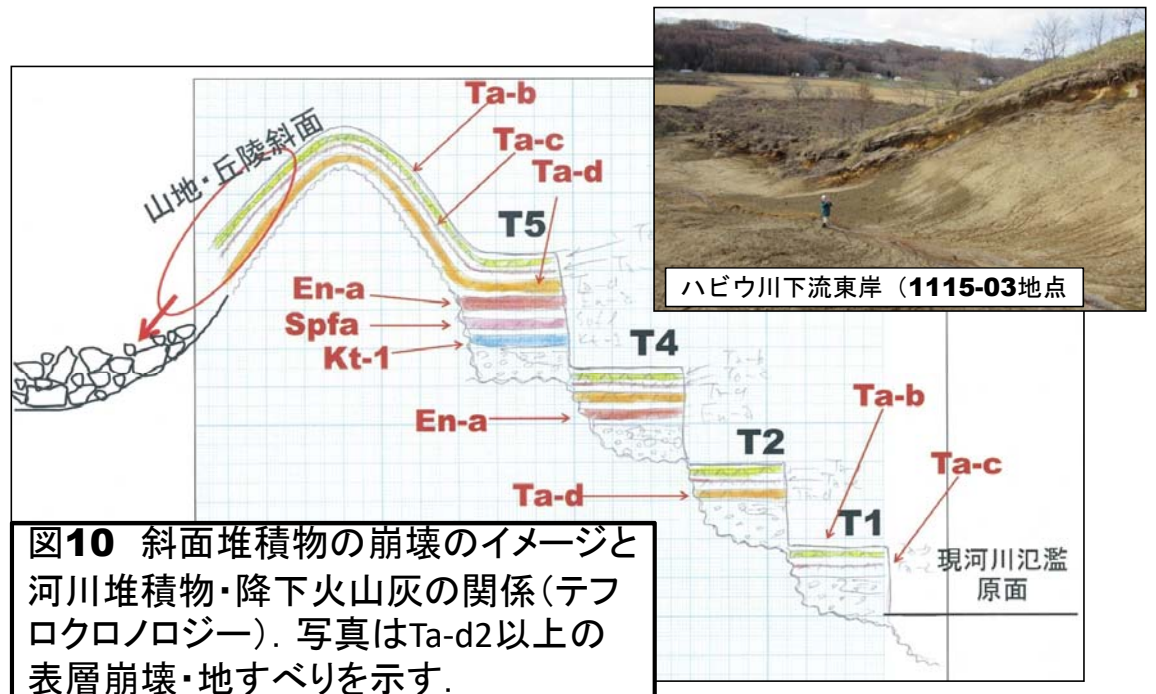 Ta-b
Ta-c
Ta-d
山地・丘陵斜面
T5
En-a
Spfa
Kt-1
T4
En-a
T2
Ta-d
Ta-b
Ta-c
T1
現河川氾濫
原面
ハビウ川下流東岸（1115-03地点
図10 斜面堆積物の崩壊のイメージと
河川堆積物・降下火山灰の関係（テフ
ロクロノロジー）．写真はTa-d2以上の
表層崩壊・地すべりを示す．